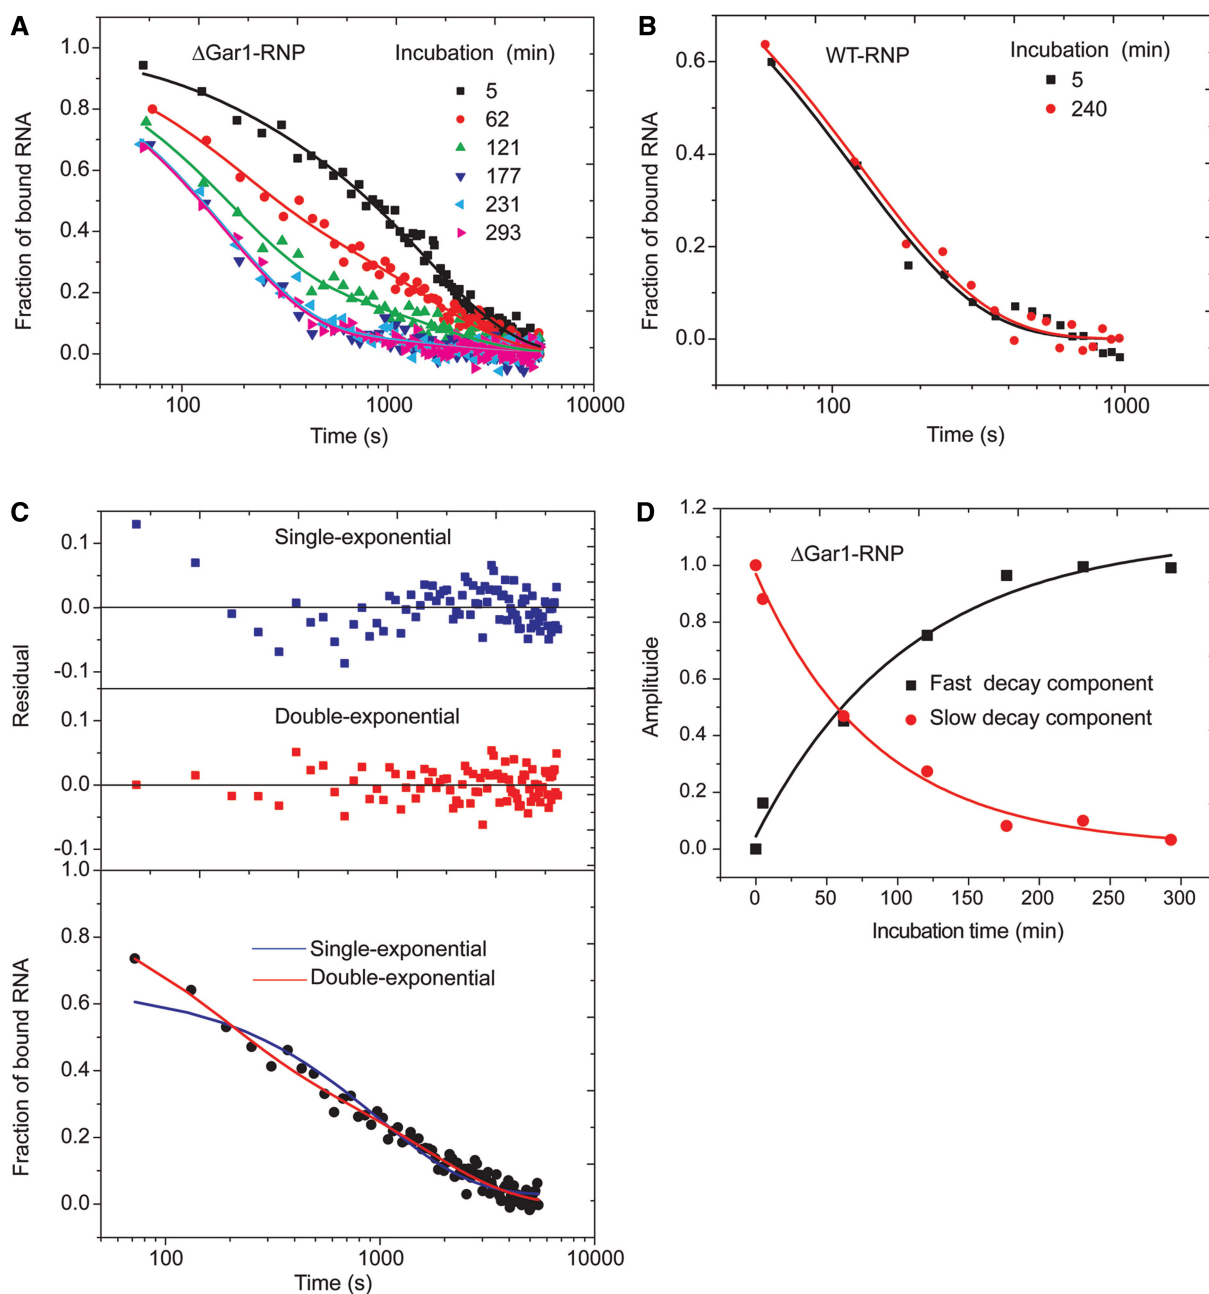 A
ΔGar1-RNP
Incubation (min)
5
62
121
177
231
293
1.0
0.8
0.6
0.4
0.2
0.0
Fraction of bound RNA
100
1000
10000
Time (s)
B
WT-RNP
Incubation (min)
5
240
0.6
0.4
0.2
0.0
Fraction of bound RNA
100
1000
Time (s)
C
Single-exponential
0.1
0.0
-0.1
Residual
Double-exponential
0.1
0.0
-0.1
1.0
0.8
0.6
0.4
0.2
0.0
Single-exponential
Double-exponential
Fraction of bound RNA
100
1000
10000
Time (s)
D
ΔGar1-RNP
1.2
1.0
0.8
0.6
0.4
0.2
0.0
Amplituide
Fast decay component
Slow decay component
0
50
100
150
200
250
300
Incubation time (min)